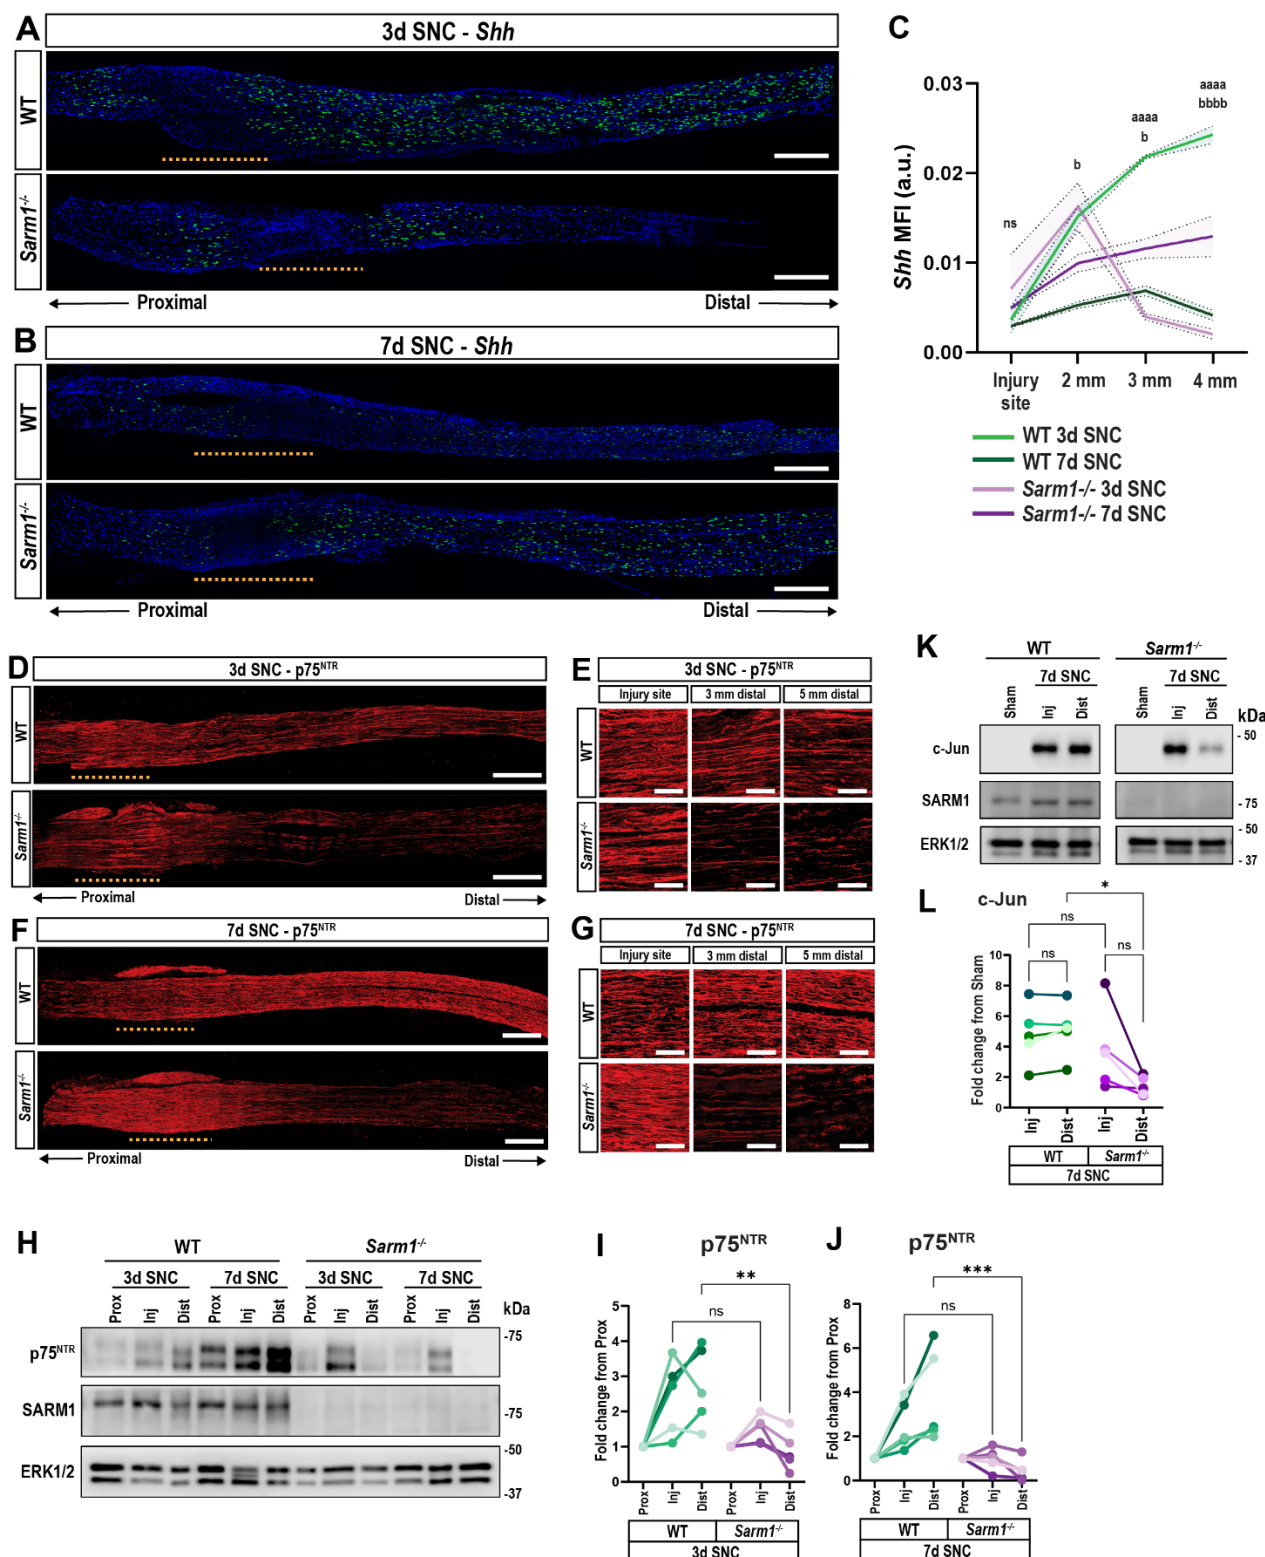 A
3d SNC - Shh
WT
Sarm1-/-
Proximal
Distal
B
7d SNC - Shh
WT
Sarm1-/-
Proximal
Distal
C
Shh MFI (a.u.)
0.03
0.02
0.01
0.00
ns
b
aaaa
b
aaaa
bbbb
Injury site
2 mm
3 mm
4 mm
WT 3d SNC
WT 7d SNC
Sarm1-/- 3d SNC
Sarm1-/- 7d SNC
D
3d SNC - p75NTR
WT
Sarm1-/-
Proximal
Distal
E
3d SNC - p75NTR
Injury site
3 mm distal
5 mm distal
WT
Sarm1-/-
F
7d SNC - p75NTR
WT
Sarm1-/-
Proximal
Distal
G
7d SNC - p75NTR
Injury site
3 mm distal
5 mm distal
WT
Sarm1-/-
K
WT
Sarm1-/-
7d SNC
7d SNC
Sham
Inj
Dist
Sham
Inj
Dist
kDa
c-Jun
- 50
SARM1
- 75
- 50
ERK1/2
- 37
L
c-Jun
*
ns
ns
ns
Fold change from Sham
10
8
6
4
2
0
Inj
Dist
Inj
Dist
WT
Sarm1-/-
7d SNC
H
WT
Sarm1-/-
3d SNC
7d SNC
3d SNC
7d SNC
Prox
Inj
Dist
Prox
Inj
Dist
Prox
Inj
Dist
Prox
Inj
Dist
kDa
p75NTR
-75
SARM1
-75
-50
ERK1/2
-37
I
p75NTR
**
ns
Fold change from Prox
5
4
3
2
1
0
Prox
Inj
Dist
Prox
Inj
Dist
WT
Sarm1-/-
3d SNC
J
p75NTR
***
ns
Fold change from Prox
8
6
4
2
0
Prox
Inj
Dist
Prox
Inj
Dist
WT
Sarm1-/-
7d SNC